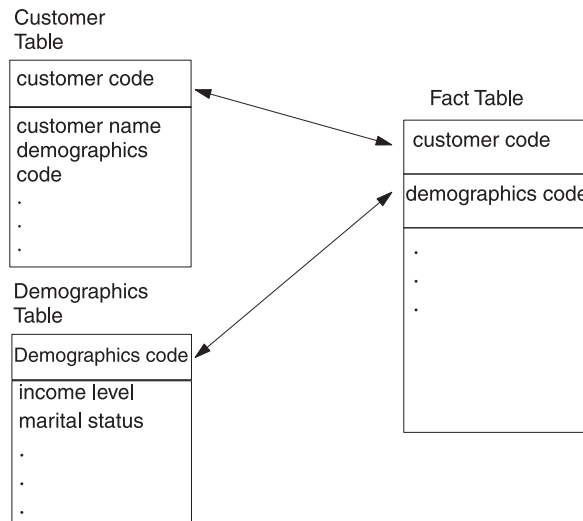 Customer
Table
customer code
customer name
demographics
code
.
.
.
Demographics
Table
Demographics code
income level
marital status
.
.
.
Fact Table
customer code
demographics code
.
.
.